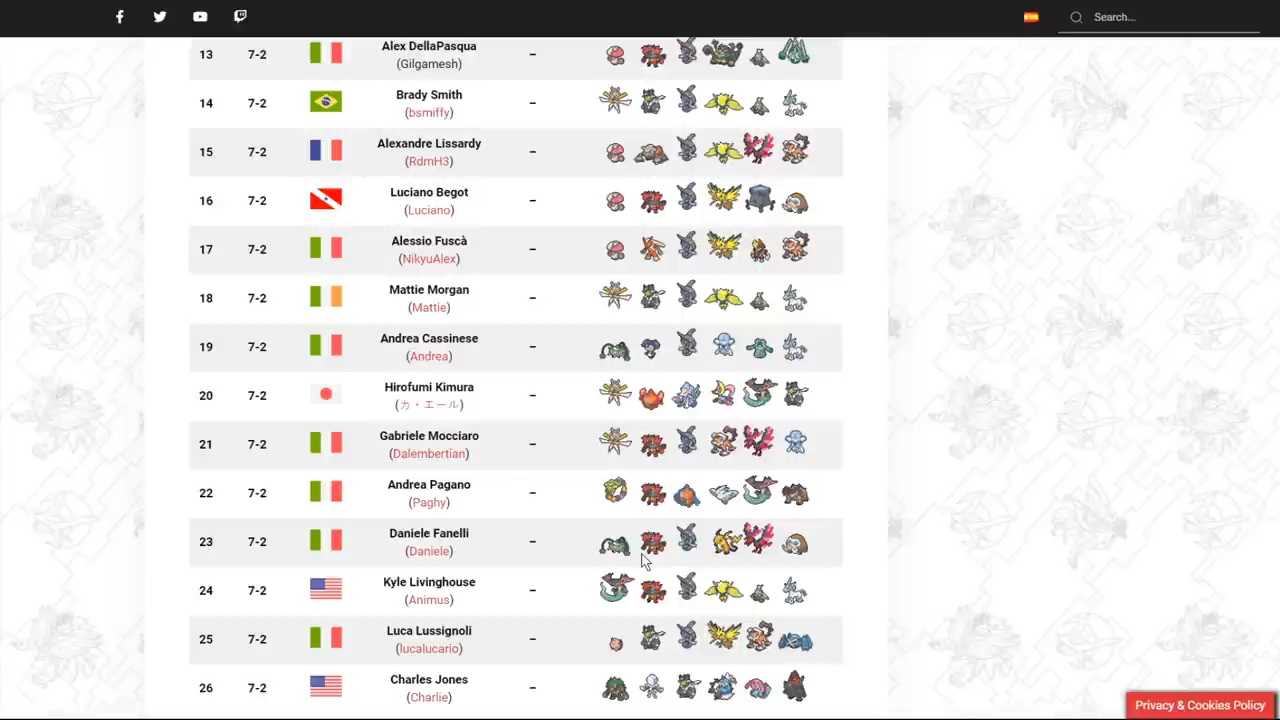 Search...
13 7-2 Alex DellaPasqua –
(Gilgamesh)
14 7-2 Brady Smith –
(bsmiffy)
15 7-2 Alexandre Lissardy –
(RdmH3)
16 7-2 Luciano Begot –
(Luciano)
17 7-2 Alessio Fuscà –
(NikyuAlex)
18 7-2 Mattie Morgan –
(Mattie)
19 7-2 Andrea Cassinese –
(Andrea)
20 7-2 Hirofumi Kimura –
(カ・エール)
21 7-2 Gabriele Mocciaro –
(Dalembertian)
22 7-2 Andrea Pagano –
(Paghy)
23 7-2 Daniele Fanelli –
(Daniele)
24 7-2 Kyle Livinghouse –
(Animus)
25 7-2 Luca Lussignoli –
(lucalucario)
26 7-2 Charles Jones –
(Charlie)
Privacy & Cookies Policy